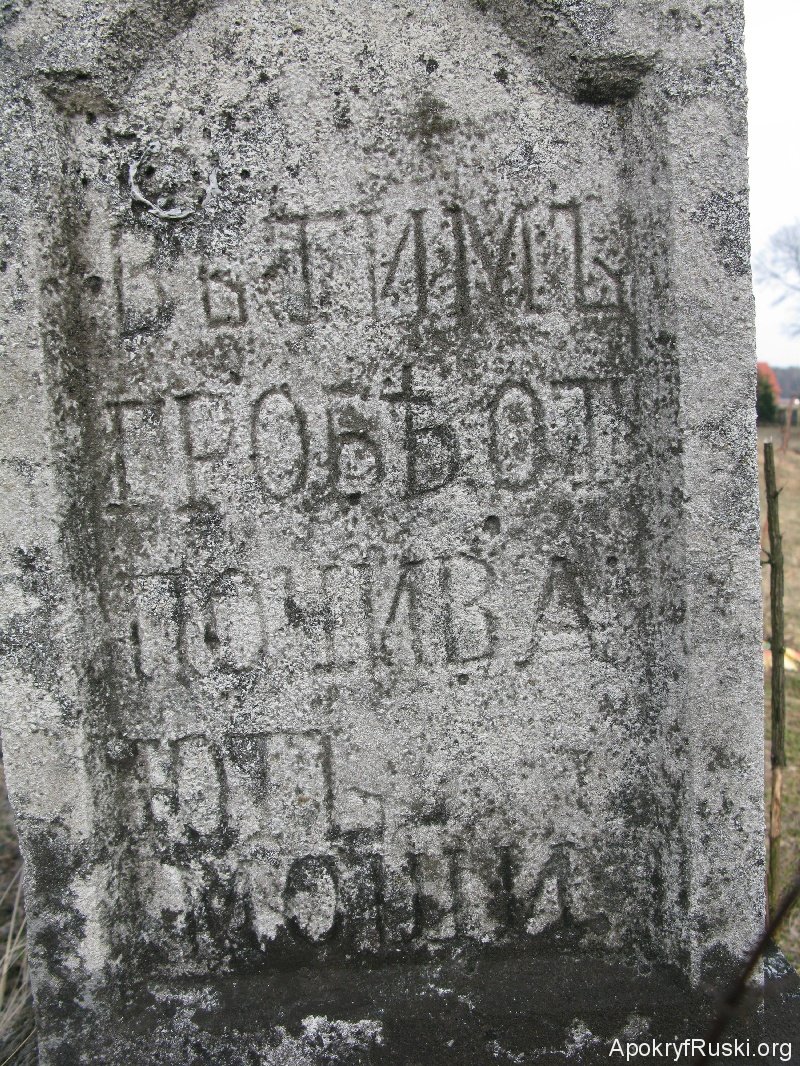 Въ ТИМЪ
ГРОБѢ ОТ
ПОЧИВА
ЮТЪ
МОЩИ
ApokryfRuski.org